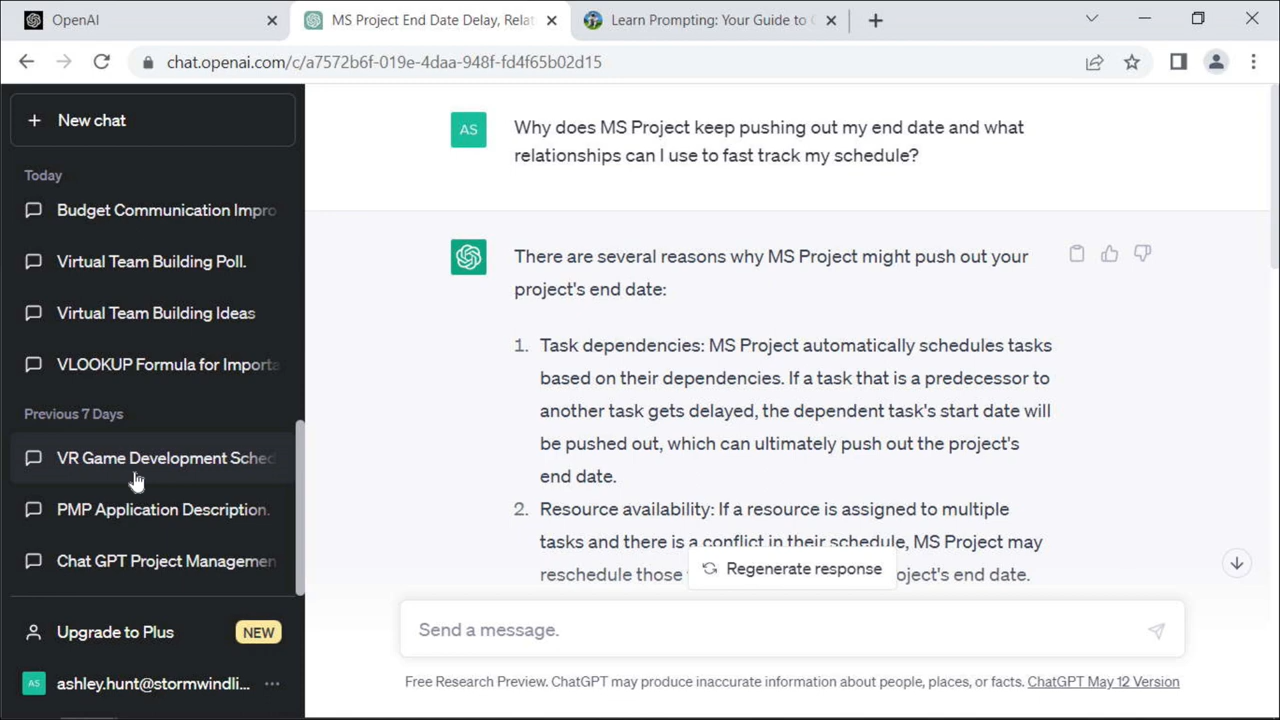 OpenAI
MS Project End Date Delay, Rela
Learn Prompting: Your Guide to
chat.openai.com/c/a7572b6f-019e-4daa-948f-fd4f65b02d15
New chat
Today
Budget Communication Impro
Virtual Team Building Poll.
Virtual Team Building Ideas
VLOOKUP Formula for Importa
Previous 7 Days
VR Game Development Sched
PMP Application Description.
Chat GPT Project Managemen
Upgrade to Plus NEW
AS ashley.hunt@stormwindli...
AS
Why does MS Project keep pushing out my end date and what
relationships can I use to fast track my schedule?
There are several reasons why MS Project might push out your
project's end date:
1. Task dependencies: MS Project automatically schedules tasks
based on their dependencies. If a task that is a predecessor to
another task gets delayed, the dependent task's start date will
be pushed out, which can ultimately push out the project's
end date.
2. Resource availability: If a resource is assigned to multiple
tasks and there is a conflict in their schedule, MS Project may
reschedule those oject's end date.
Regenerate response
Send a message.
Free Research Preview. ChatGPT may produce inaccurate information about people, places, or facts. ChatGPT May 12 Version